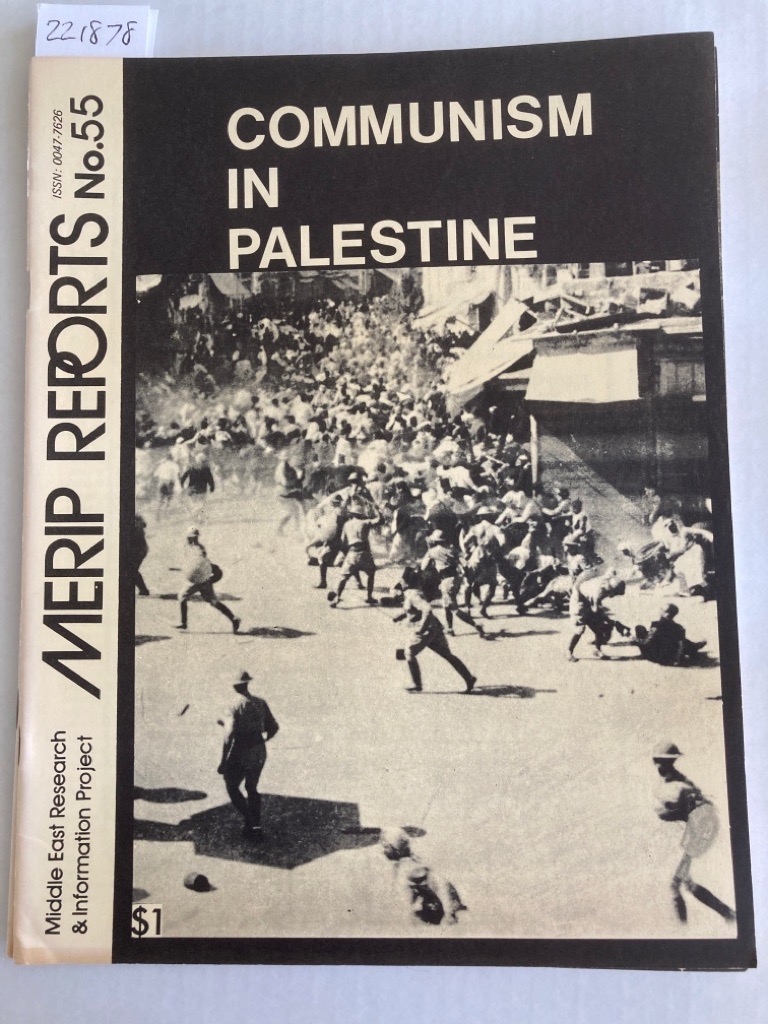 221878
COMMUNISM
IN
PALESTINE
ISSN: 0047-7626
MERIP REPORTS No.55
Middle East Research
& Information Project
$1